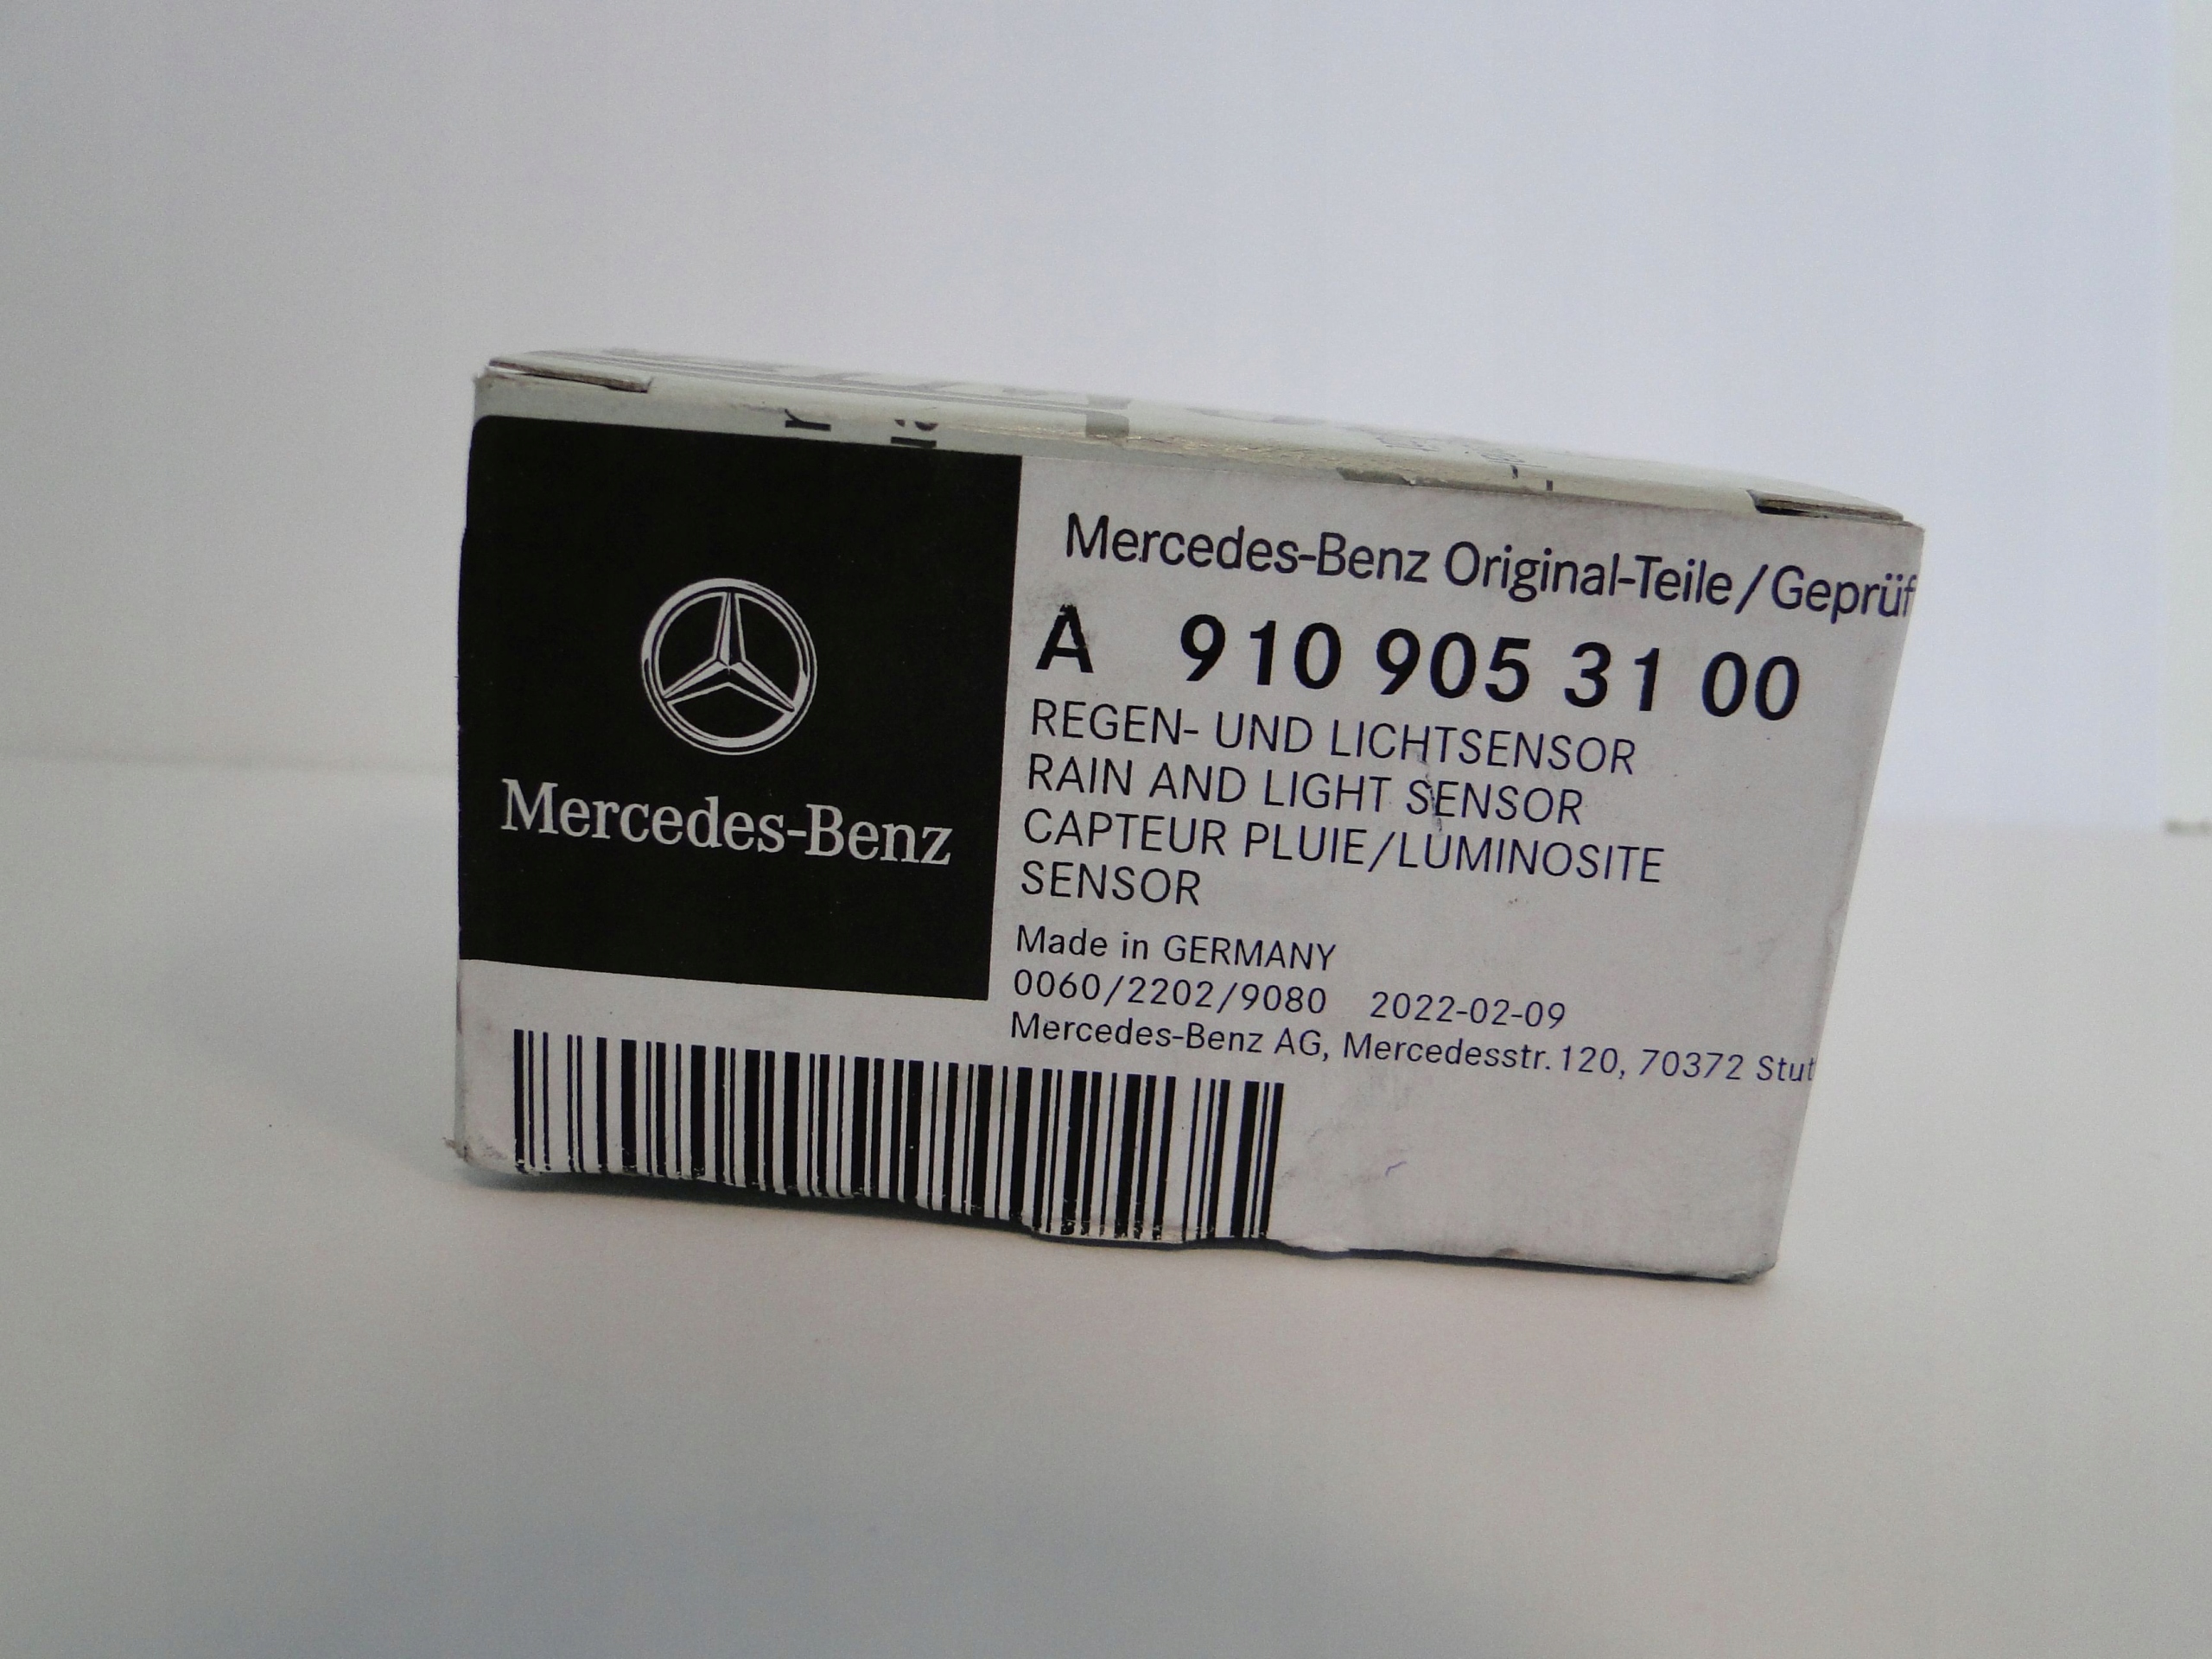 Mercedes-Benz
Mercedes-Benz Original-Teile/Geprüf
A 910 905 31 00
REGEN- UND LICHTSENSOR
RAIN AND LIGHT SENSOR
CAPTEUR PLUIE/LUMINOSITE
SENSOR
Made in GERMANY
0060/2202/9080 2022-02-09
Mercedes-Benz AG, Mercedesstr.120, 70372 Stut